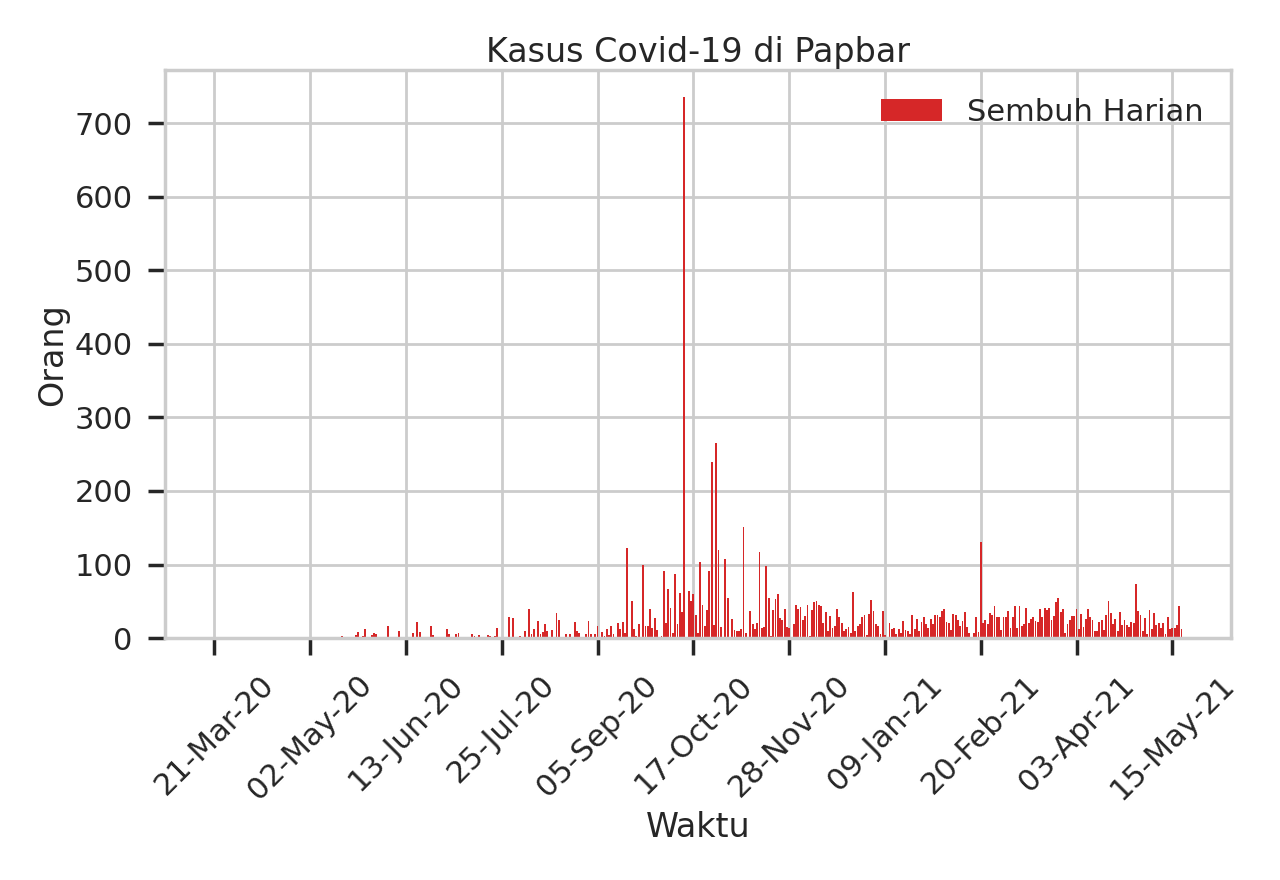 Kasus Covid-19 di Papbar
Sembuh Harian
700
600
500
400
300
200
100
0
Orang
21-Mar-20
02-May-20
13-Jun-20
25-Jul-20
05-Sep-20
17-Oct-20
28-Nov-20
09-Jan-21
20-Feb-21
03-Apr-21
15-May-21
Waktu